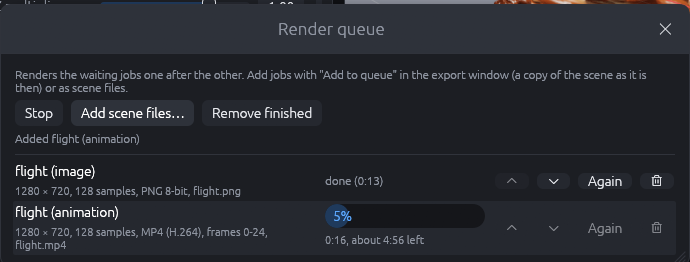 Render queue
Renders the waiting jobs one after the other. Add jobs with "Add to queue" in the export window (a copy of the scene as it is
then) or as scene files.
Stop Add scene files... Remove finished
Added flight (animation)
flight (image)
1280 × 720, 128 samples, PNG 8-bit, flight.png
done (0:13)
Again
flight (animation)
1280 × 720, 128 samples, MP4 (H.264), frames 0-24,
flight.mp4
5%
0:16, about 4:56 left
Again